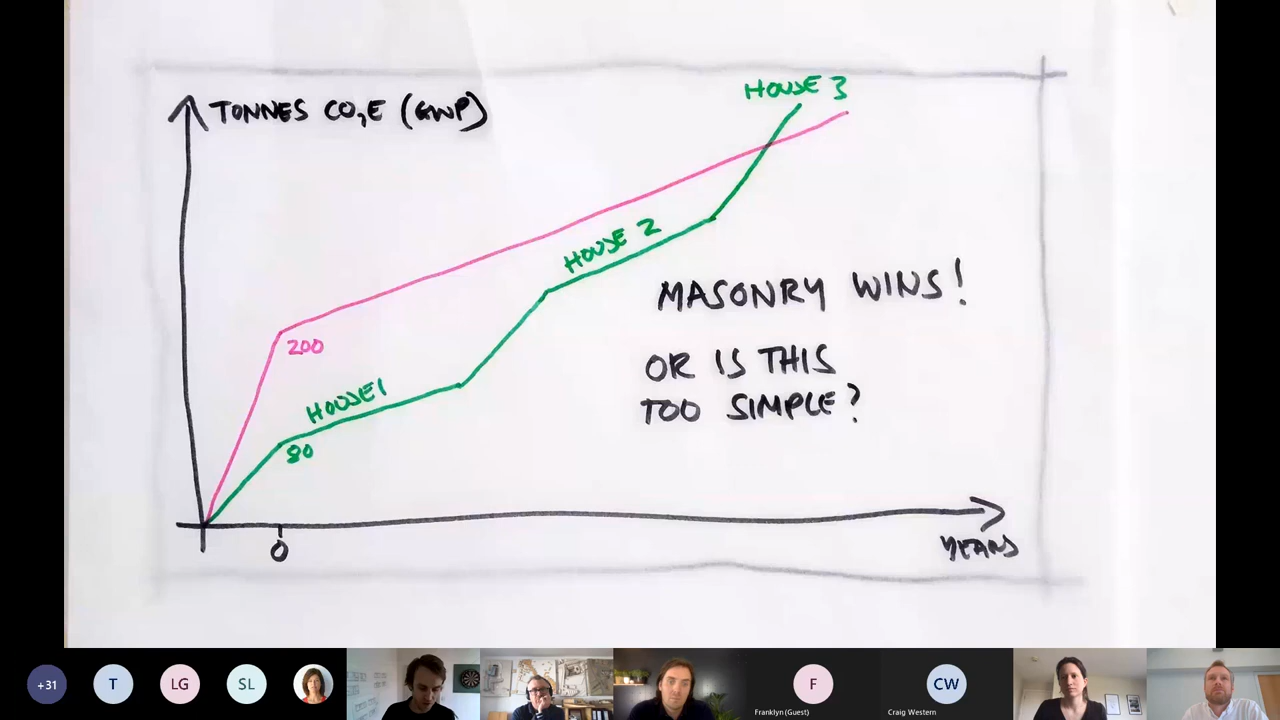 TONNES CO₂E (GWP)
HOUSE 3
HOUSE 2
200
HOUSE 1
80
MASONRY WINS!
OR IS THIS
TOO SIMPLE?
0
YEARS
+31
T
LG
SL
F
Franklyn (Guest)
CW
Craig Western